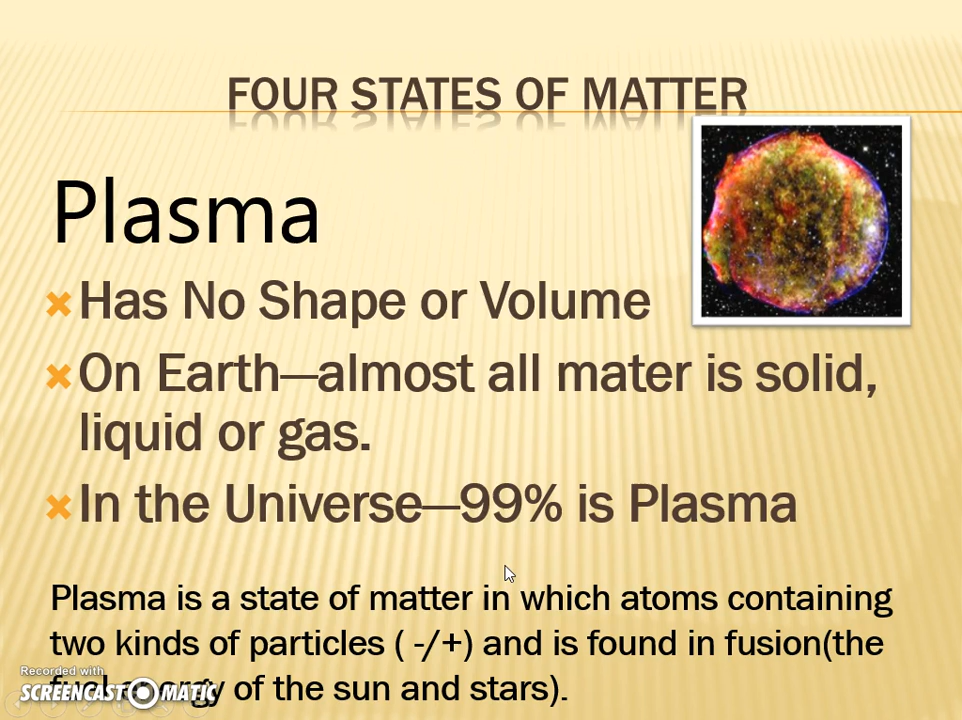 FOUR STATES OF MATTER
Plasma
Has No Shape or Volume
On Earth—almost all mater is solid,
liquid or gas.
In the Universe—99% is Plasma
Plasma is a state of matter in which atoms containing
two kinds of particles ( -/+) and is found in fusion(the
of the sun and stars).
Recorded with
SCREENCAST MATIC